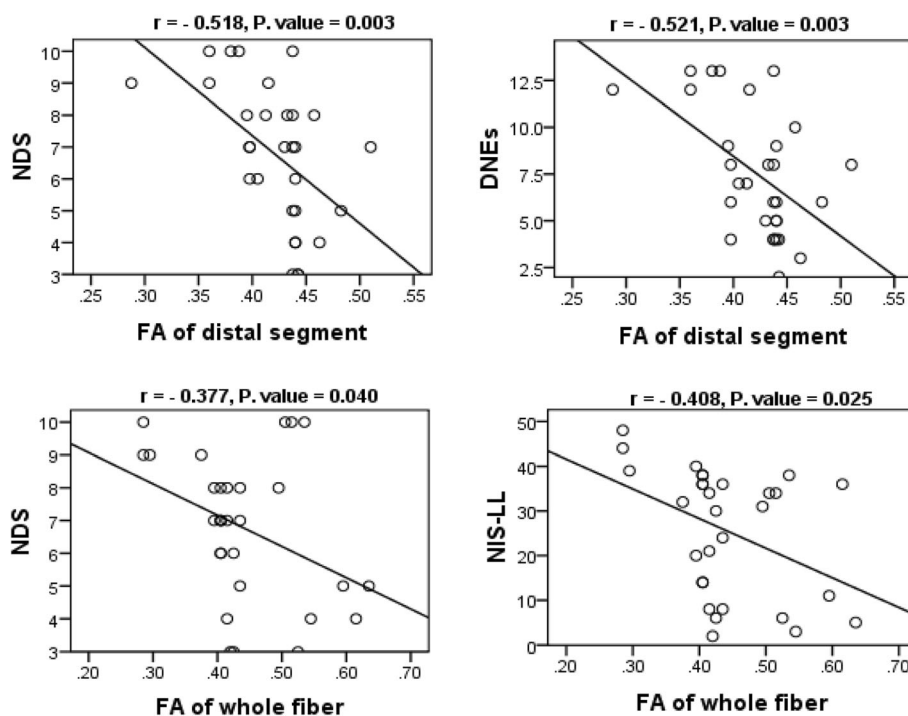 r = - 0.518, P. value = 0.003
NDS
10
9
8
7
6
5
4
3
.25 .30 .35 .40 .45 .50 .55
FA of distal segment
r = - 0.521, P. value = 0.003
DNEs
12.5
10.0
7.5
5.0
2.5
.25 .30 .35 .40 .45 .50 .55
FA of distal segment
r = - 0.377, P. value = 0.040
NDS
10
9
8
7
6
5
4
3
.20 .30 .40 .50 .60 .70
FA of whole fiber
r = - 0.408, P. value = 0.025
NIS-LL
50
40
30
20
10
0
.20 .30 .40 .50 .60 .70
FA of whole fiber